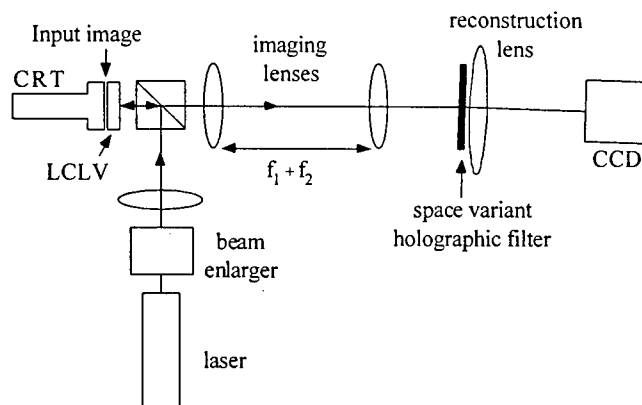 Input image
CRT
LCLV
imaging
lenses
f₁ + f₂
reconstruction
lens
CCD
space variant
holographic filter
beam
enlarger
laser